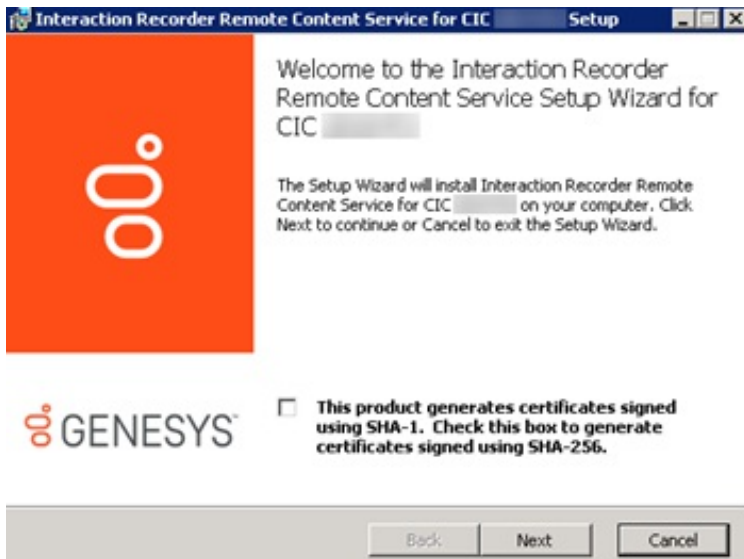 Interaction Recorder Remote Content Service for CIC Setup
Welcome to the Interaction Recorder
Remote Content Service Setup Wizard for
CIC
The Setup Wizard will install Interaction Recorder Remote
Content Service for CIC on your computer. Click
Next to continue or Cancel to exit the Setup Wizard.
GENESYS™
This product generates certificates signed
using SHA-1. Check this box to generate
certificates signed using SHA-256.
Back
Next
Cancel